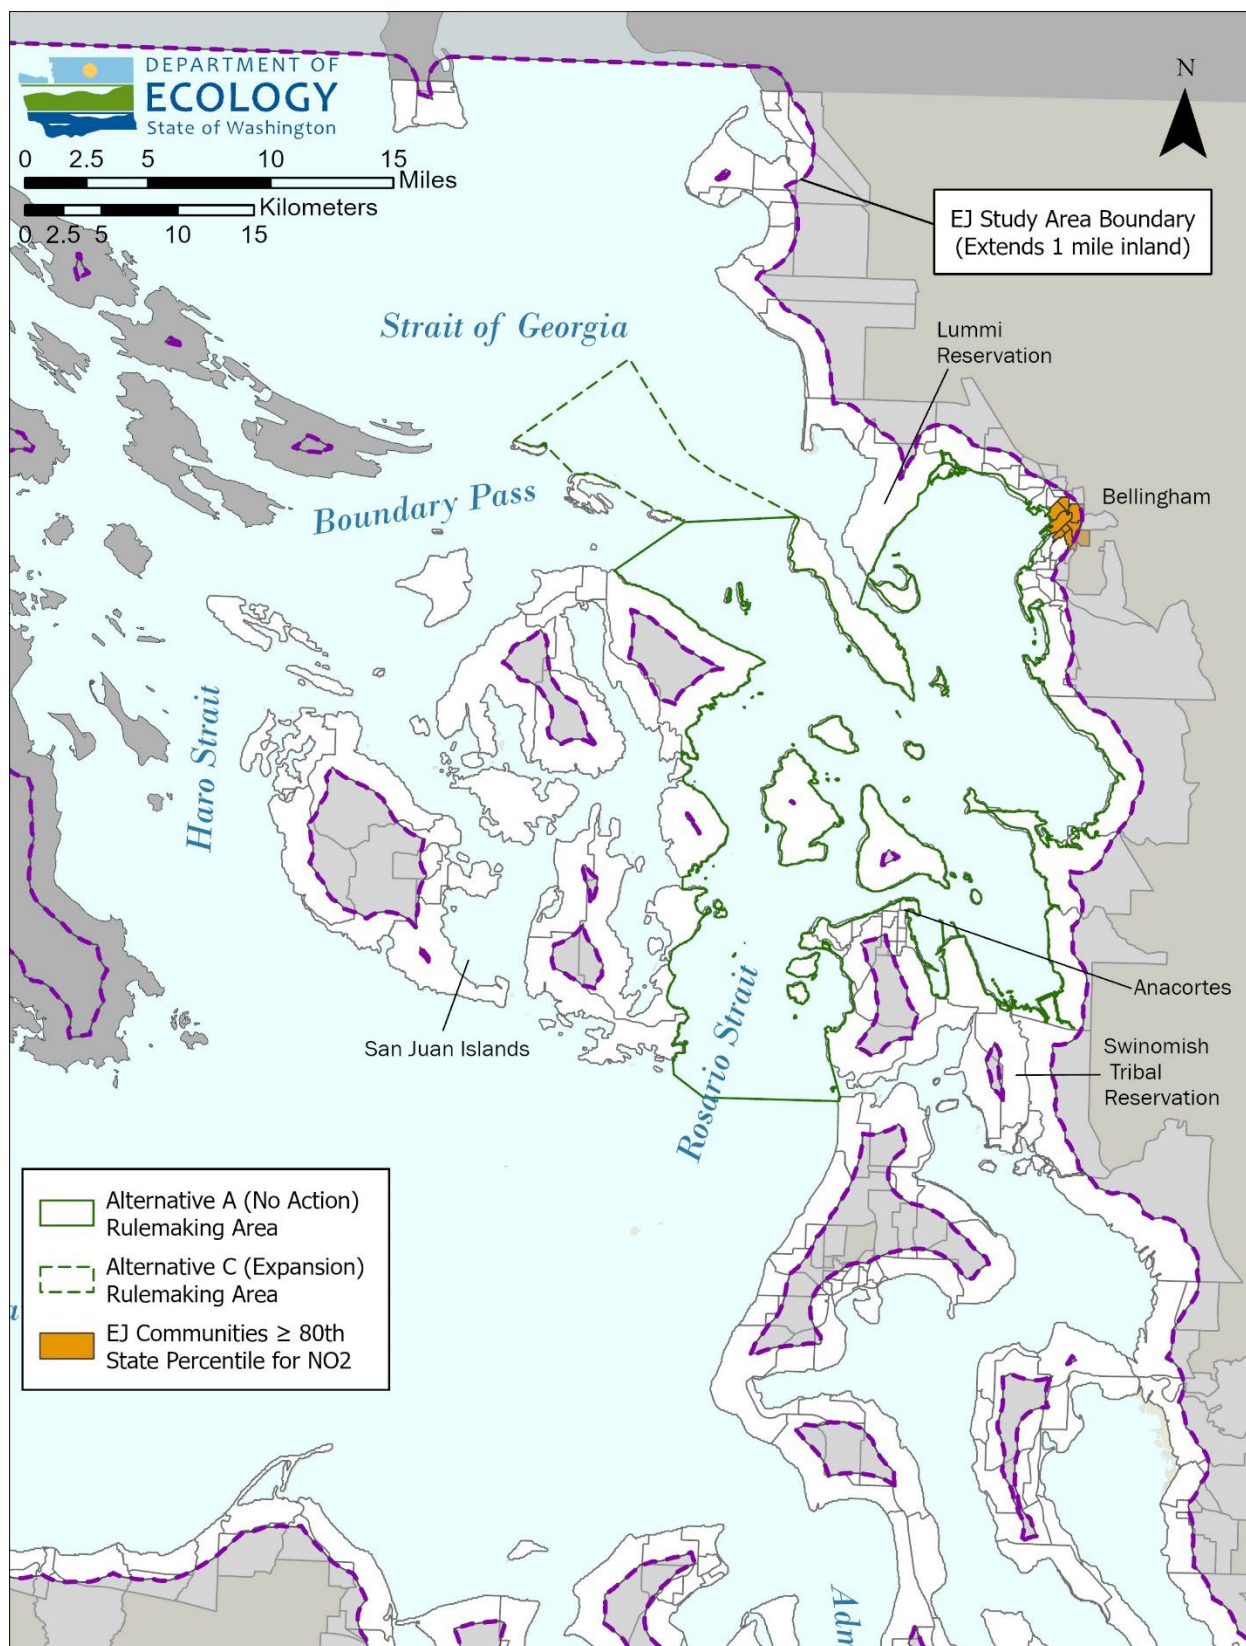 DEPARTMENT OF
ECOLOGY
State of Washington
N
0 2.5 5 10 15
Miles
Kilometers
0 2.5 5 10 15
EJ Study Area Boundary
(Extends 1 mile inland)
Strait of Georgia
Lummi
Reservation
Boundary Pass
Bellingham
Haro Strait
Rosario Strait
Anacortes
San Juan Islands
Swinomish
Tribal
Reservation
Alternative A (No Action)
Rulemaking Area
Alternative C (Expansion)
Rulemaking Area
EJ Communities ≥ 80th
State Percentile for NO2
a
Adm